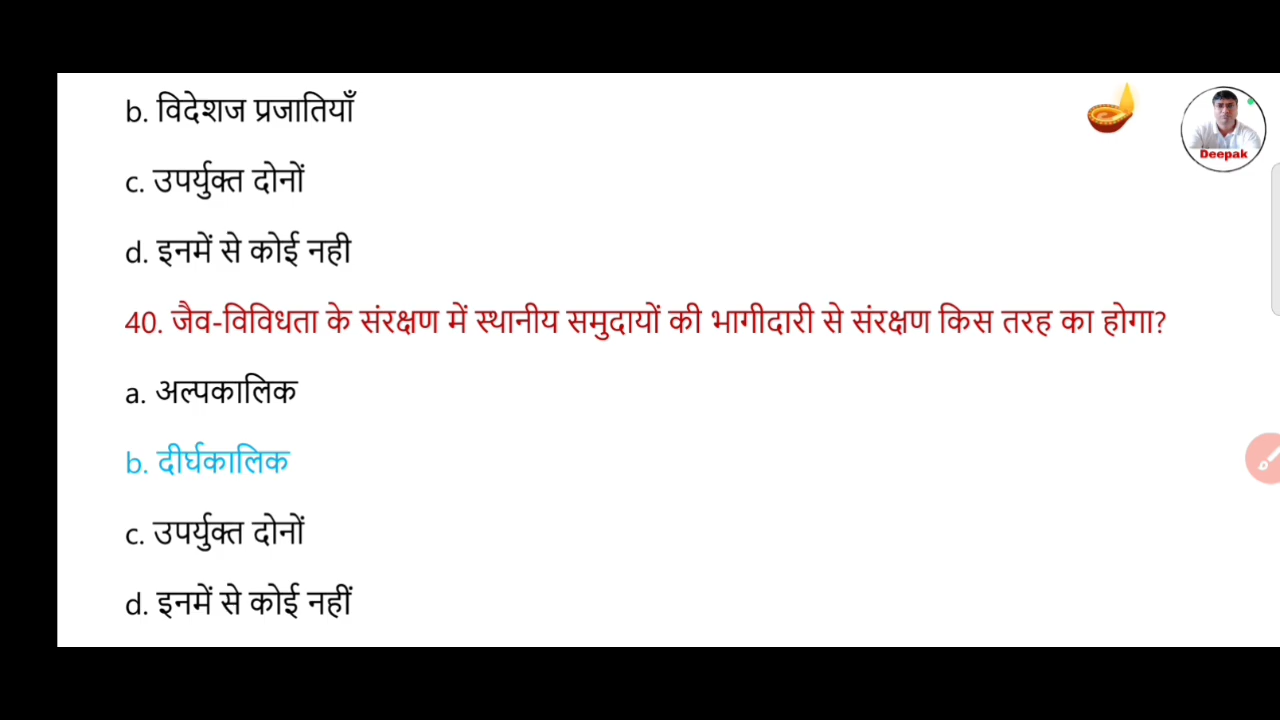 b. विदेशज प्रजातियाँ
Deepak
c. उपर्युक्त दोनों
d. इनमें से कोई नही
40. जैव-विविधता के संरक्षण में स्थानीय समुदायों की भागीदारी से संरक्षण किस तरह का होगा?
a. अल्पकालिक
b. दीर्घकालिक
c. उपर्युक्त दोनों
d. इनमें से कोई नहीं